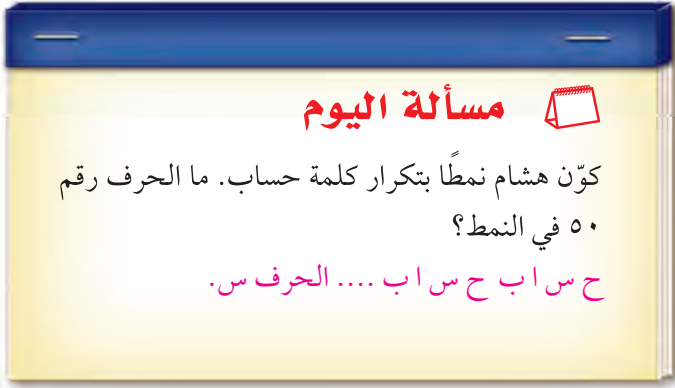 مسألة اليوم
كوّن هشام نمطًا بتكرار كلمة حساب. ما الحرف رقم
٥٠ في النمط؟
ح س ا ب ح س ا ب .... الحرف س.